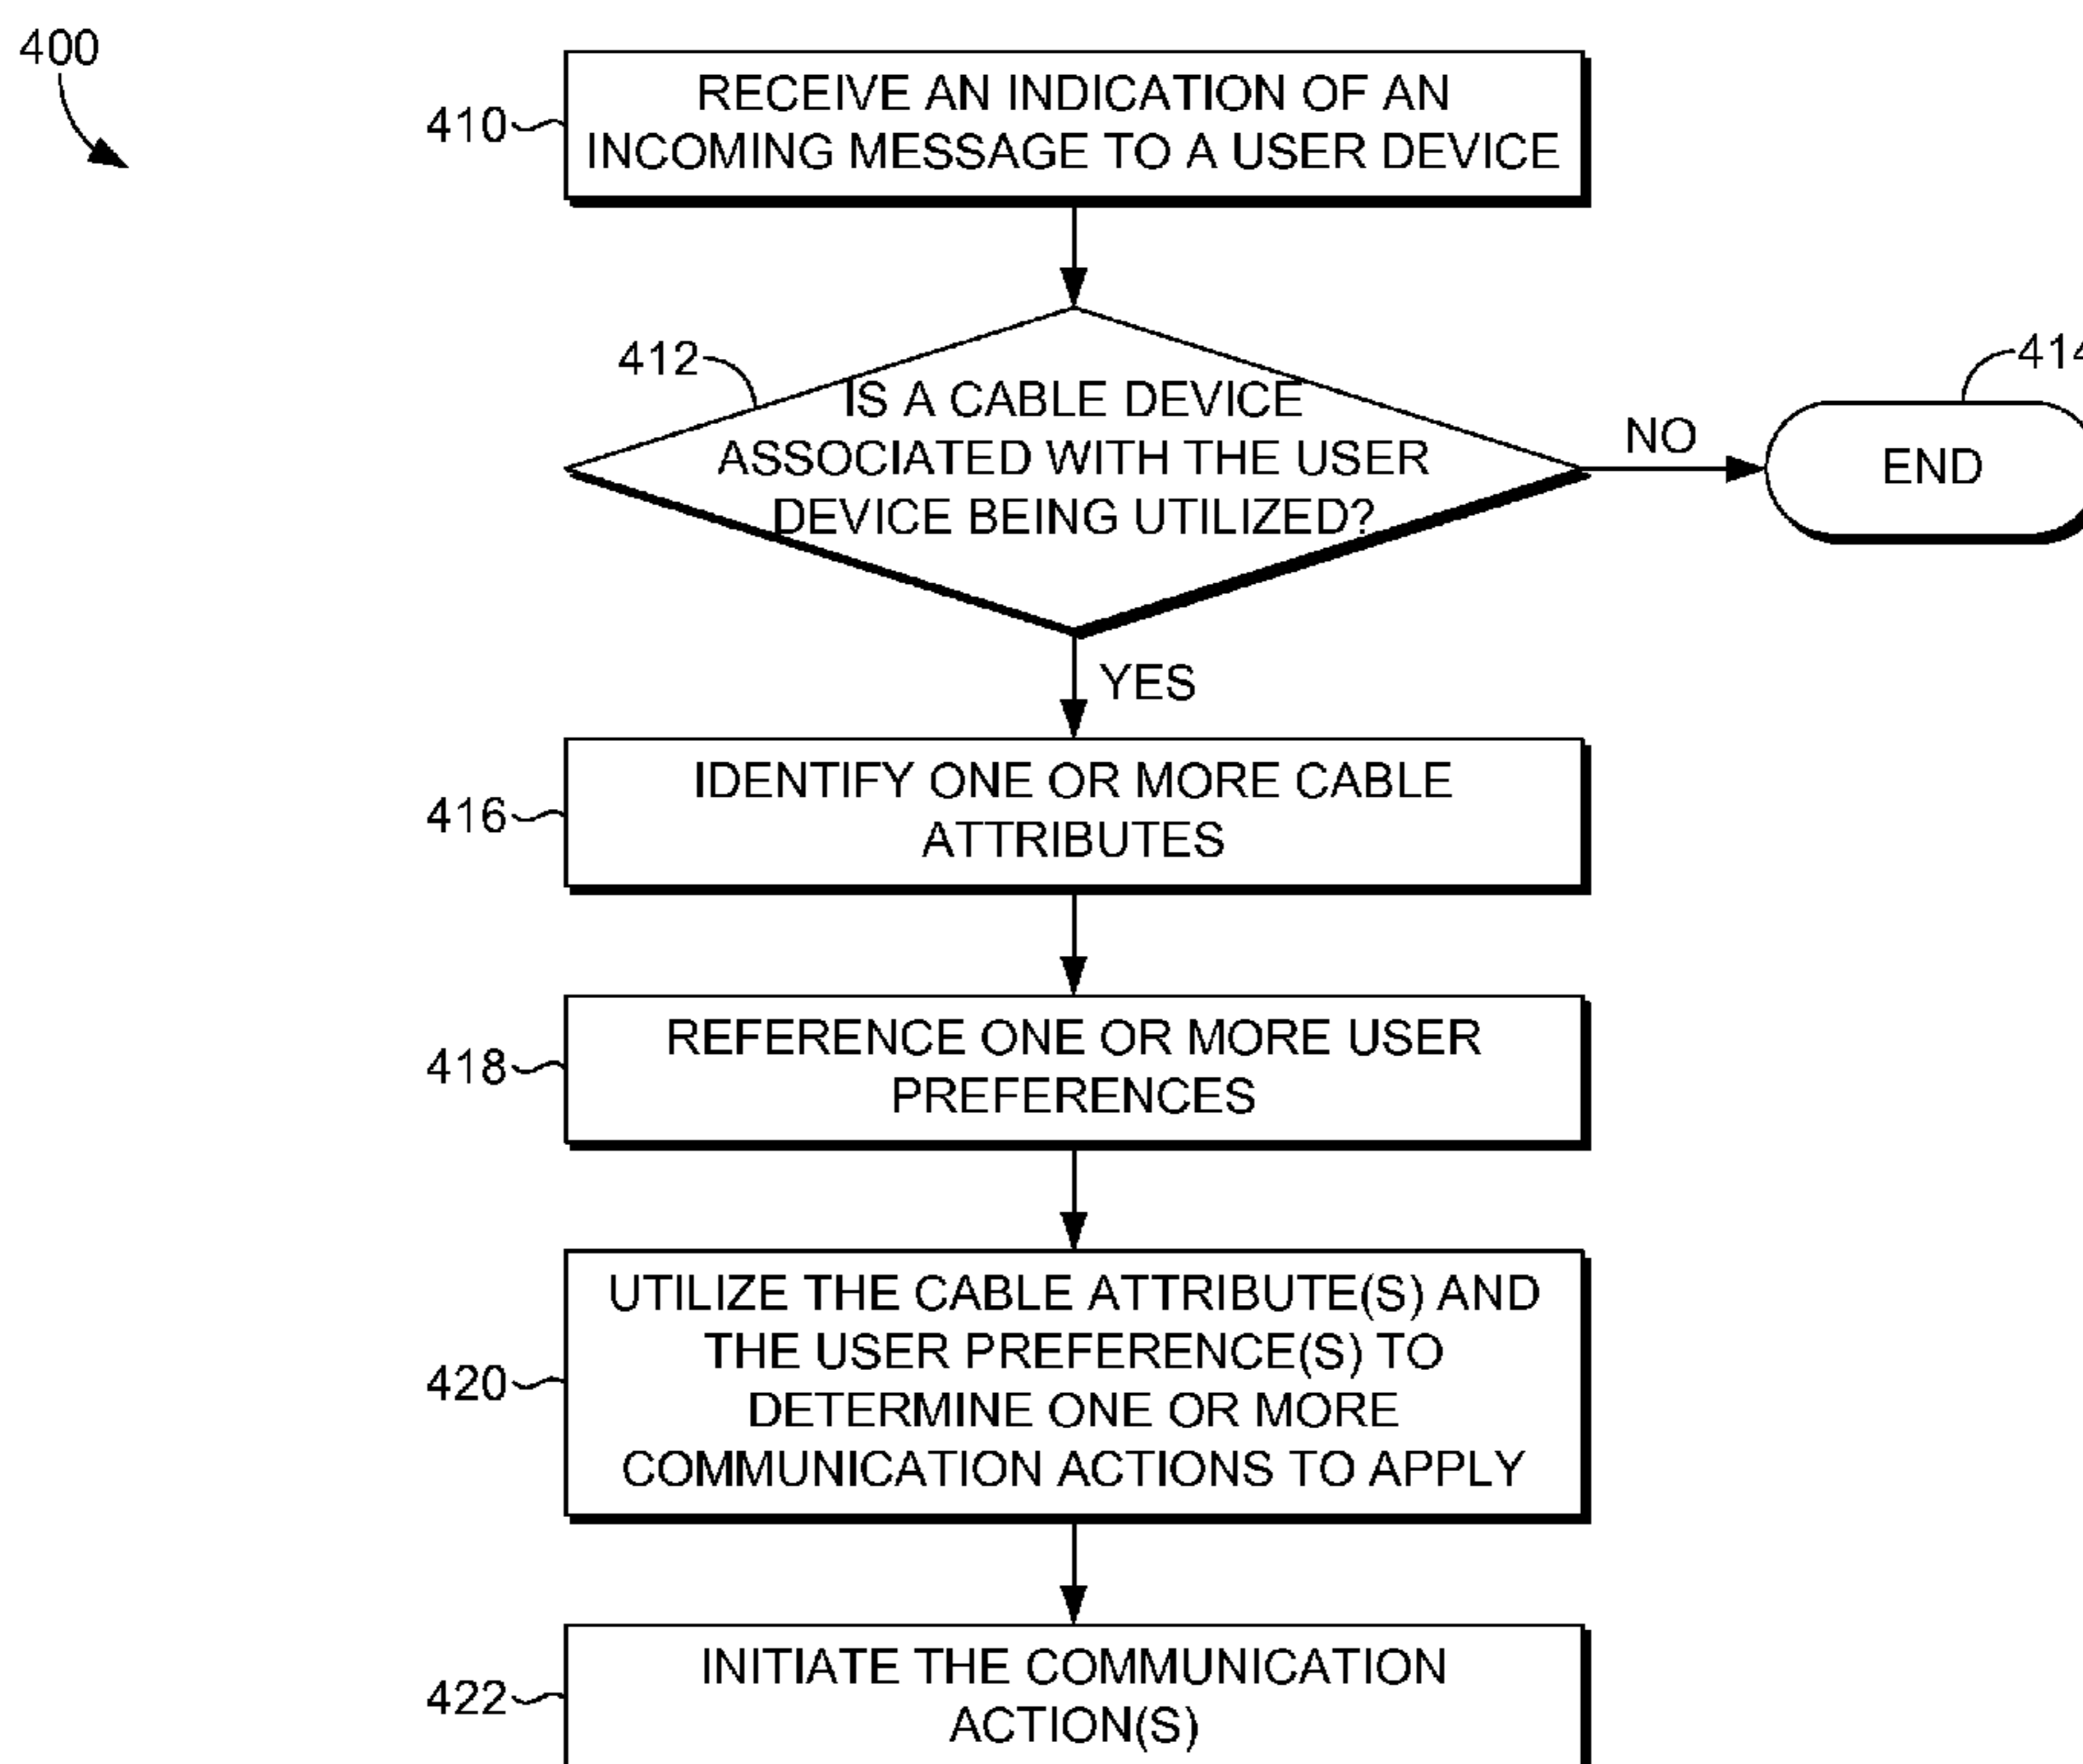 400
410
RECEIVE AN INDICATION OF AN
INCOMING MESSAGE TO A USER DEVICE
412
IS A CABLE DEVICE
ASSOCIATED WITH THE USER
DEVICE BEING UTILIZED?
NO
414
END
YES
416
IDENTIFY ONE OR MORE CABLE
ATTRIBUTES
418
REFERENCE ONE OR MORE USER
PREFERENCES
420
UTILIZE THE CABLE ATTRIBUTE(S) AND
THE USER PREFERENCE(S) TO
DETERMINE ONE OR MORE
COMMUNICATION ACTIONS TO APPLY
422
INITIATE THE COMMUNICATION
ACTION(S)